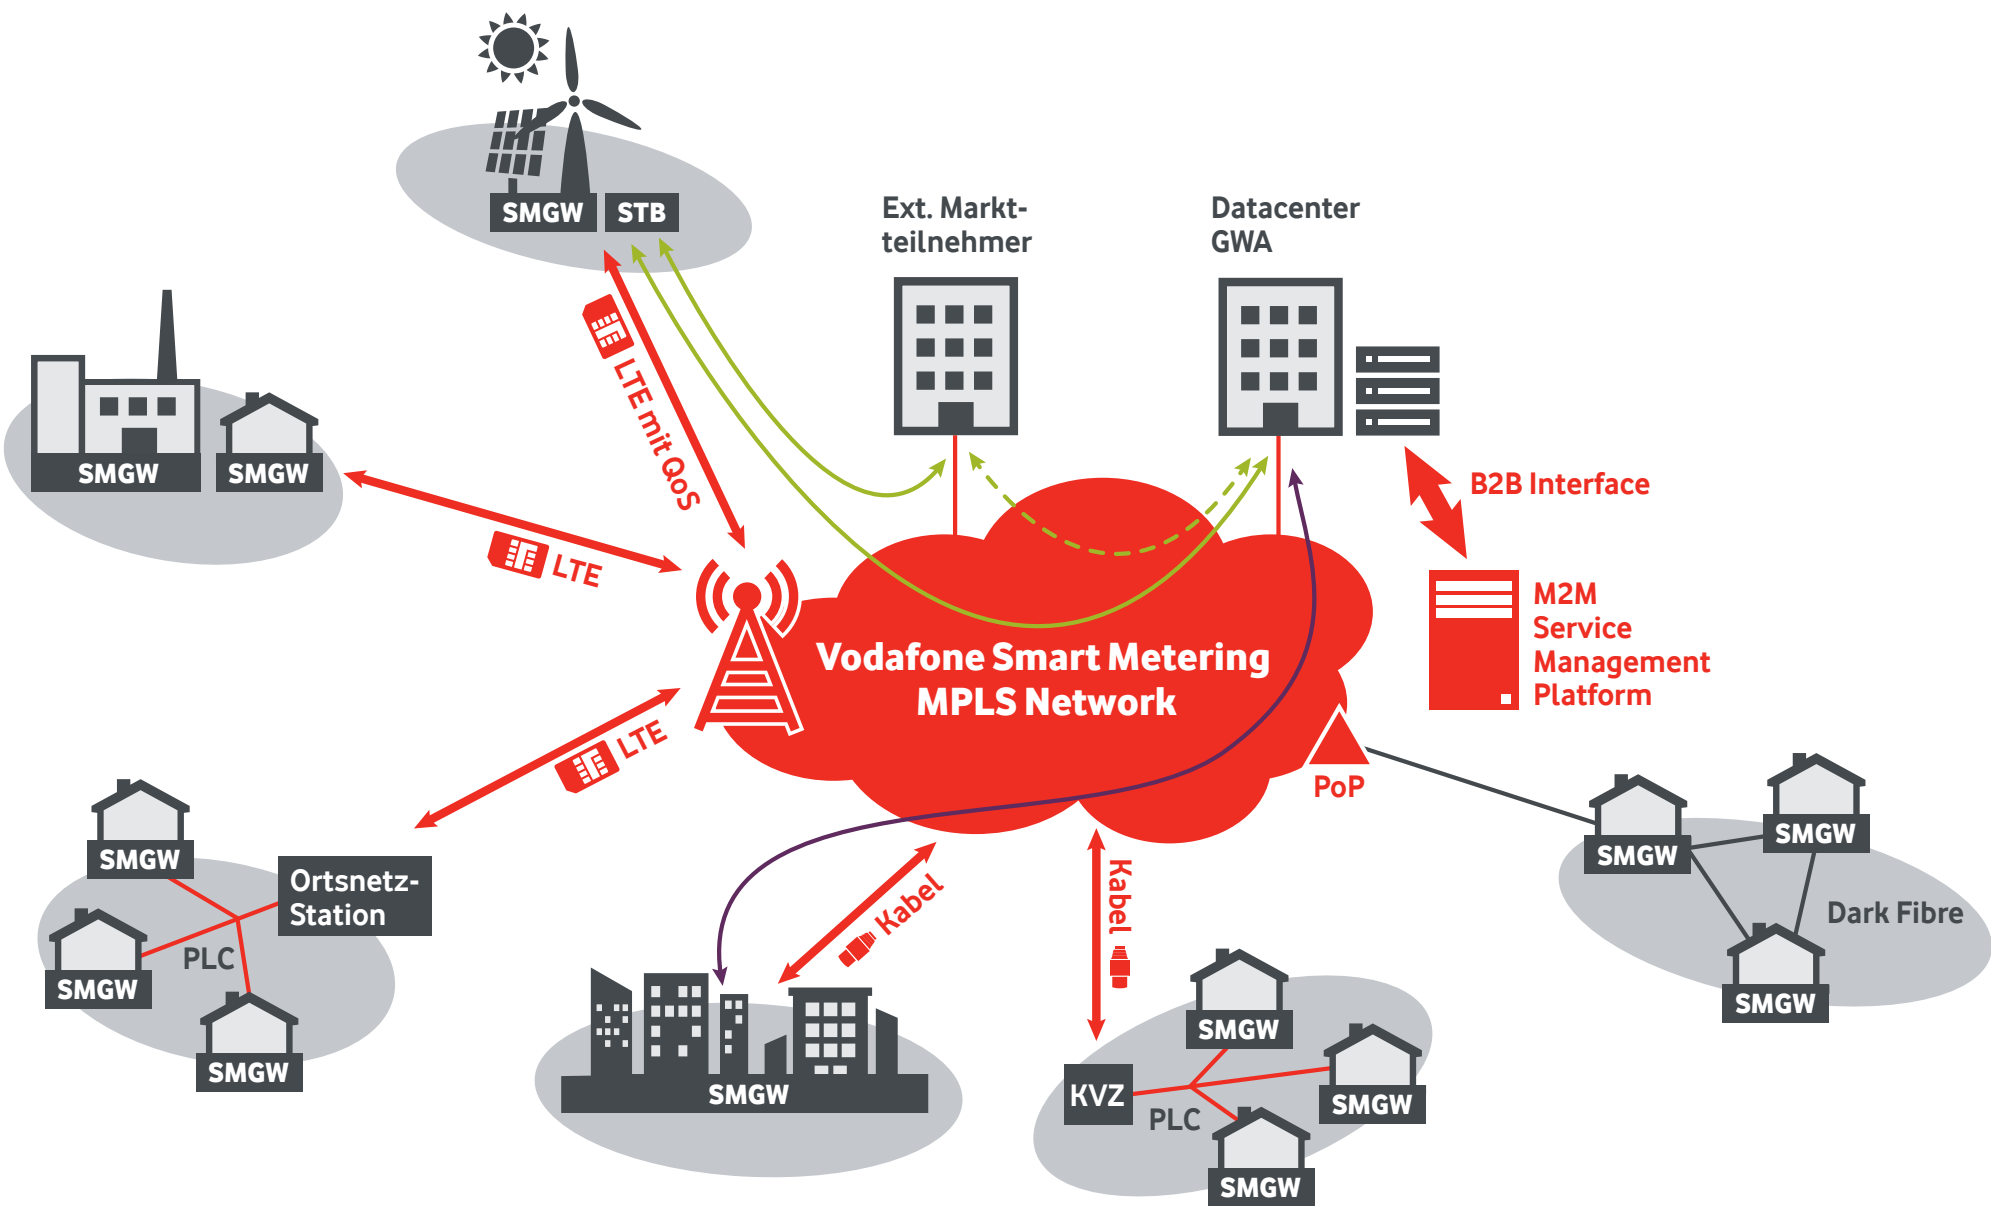 SMGW
STB
Ext. Markt-
teilnehmer
Datacenter
GWA
SMGW
SMGW
LTE mit QoS
LTE
B2B Interface
M2M
Service
Management
Platform
Vodafone Smart Metering
MPLS Network
LTE
PoP
SMGW
Ortsnetz-
Station
SMGW
PLC
SMGW
Kabel
SMGW
Kabel
KVZ
PLC
SMGW
SMGW
SMGW
SMGW
SMGW
Dark Fibre
SMGW